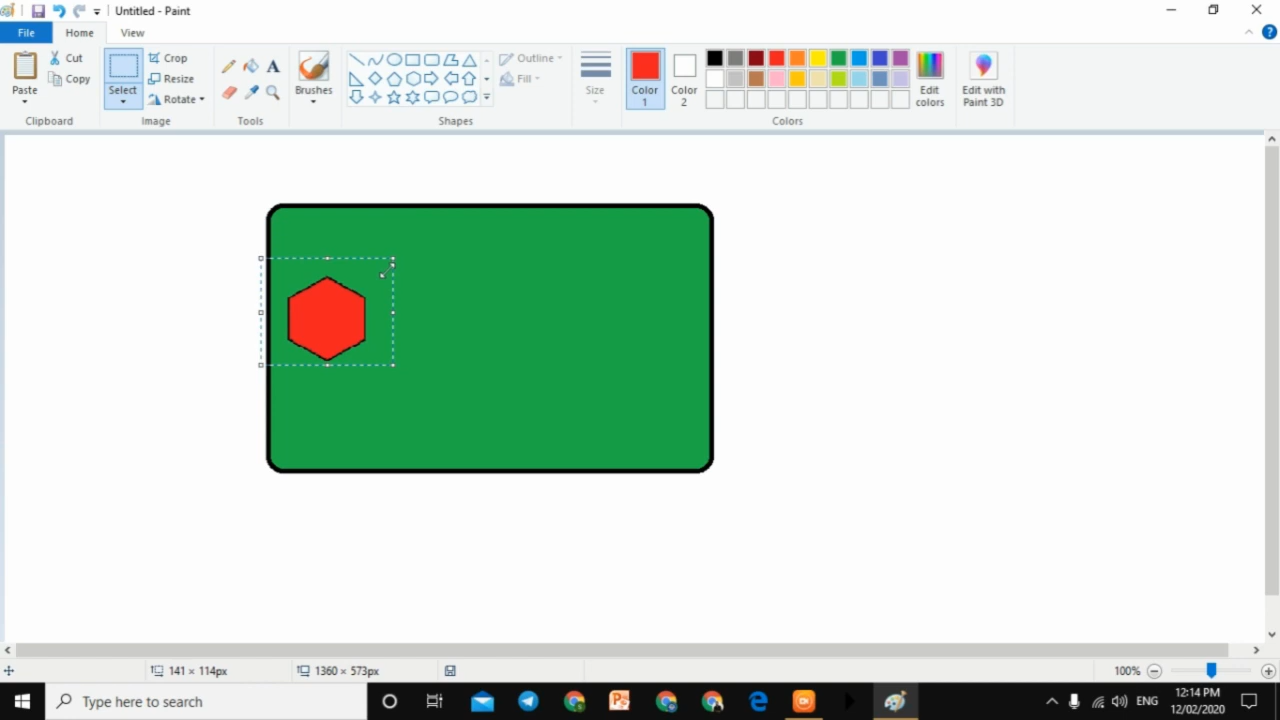 Untitled - Paint
File Home View
Paste Cut Copy
Clipboard
Select Crop Resize Rotate
Image
A
Tools
Brushes
Outline Fill
Shapes
Size
Color 1 Color 2
Edit colors
Colors
Edit with Paint 3D
141 × 114px 1360 × 573px 100%
Type here to search
ENG 12:14 PM
12/02/2020